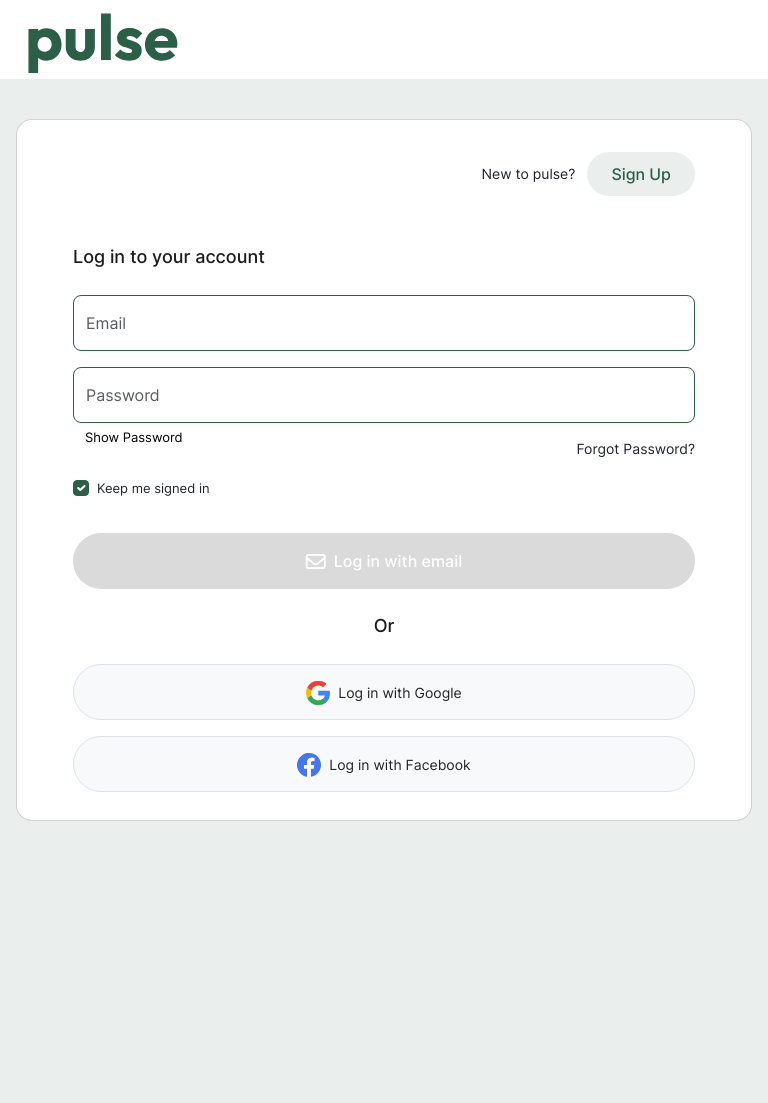 pulse
New to pulse? Sign Up
Log in to your account
Email
Password
Show Password
Forgot Password?
Keep me signed in
Log in with email
Or
Log in with Google
Log in with Facebook